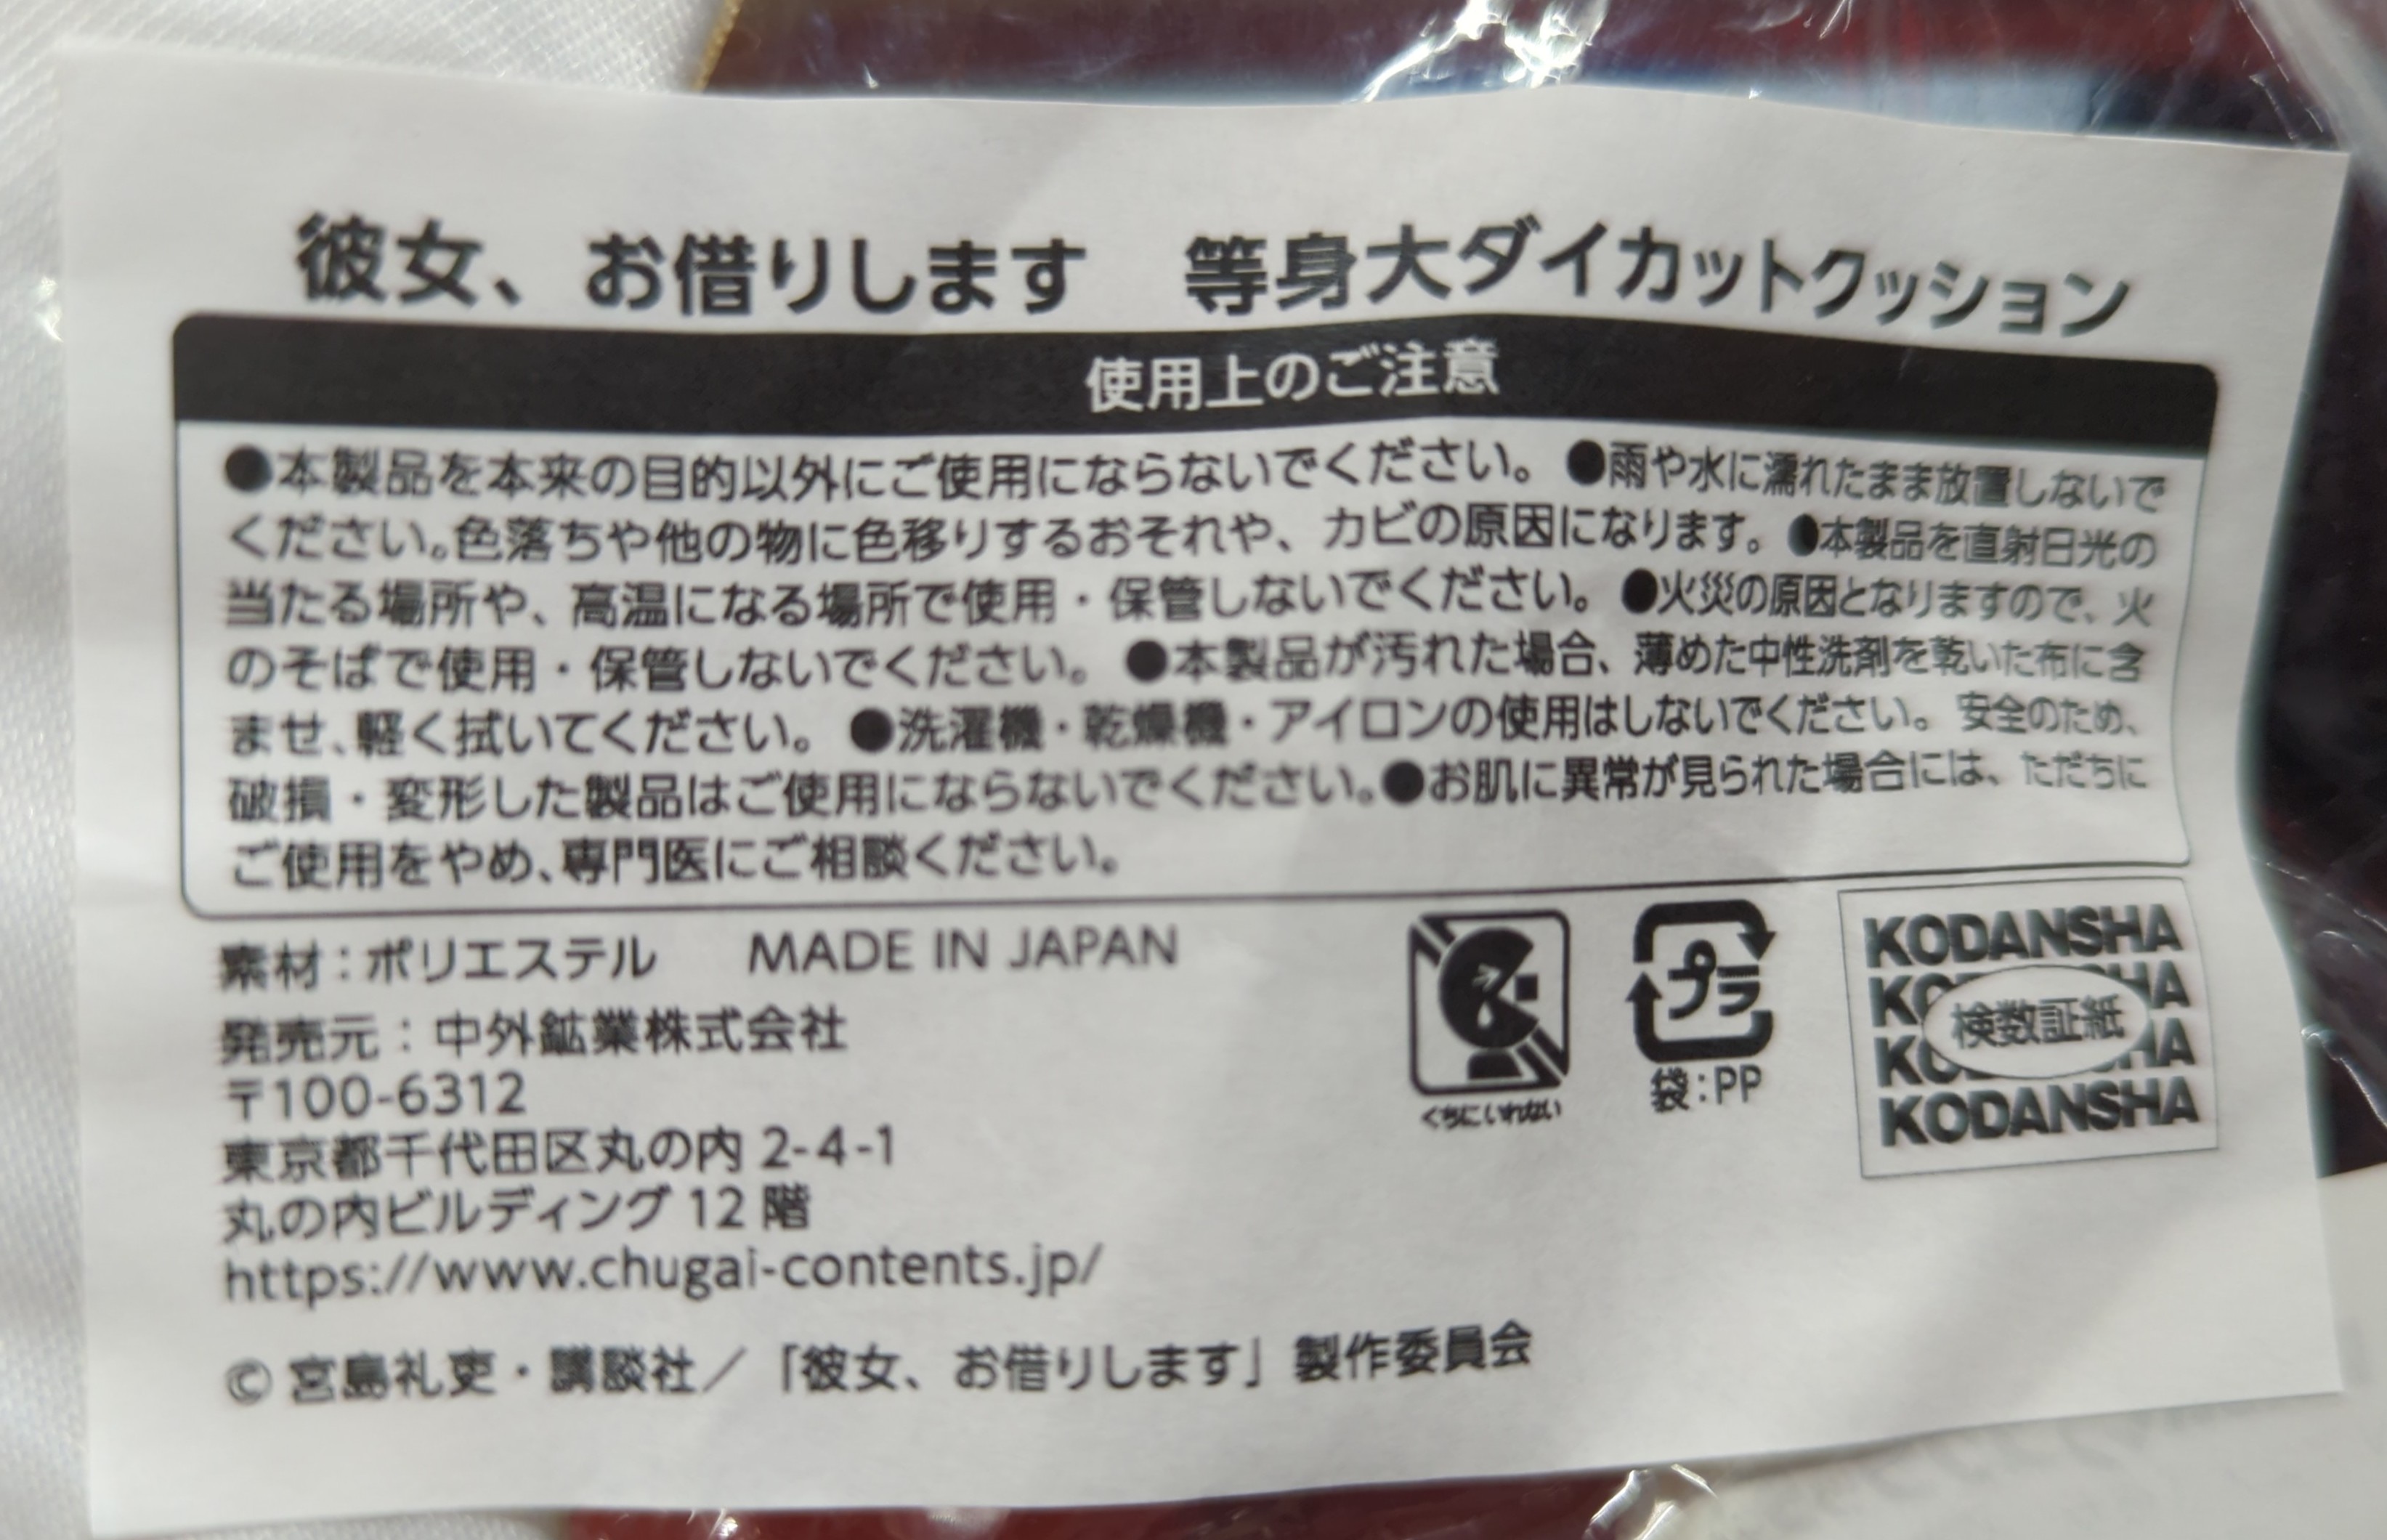 彼女、お借りします　等身大ダイカットクッション
使用上のご注意
●本製品を本来の目的以外にご使用にならないでください。●雨や水に濡れたまま放置しないで
ください。色落ちや他の物に色移りするおそれや、カビの原因になります。●本製品を直射日光の
当たる場所や、高温になる場所で使用・保管しないでください。●火災の原因となりますので、火
のそばで使用・保管しないでください。●本製品が汚れた場合、薄めた中性洗剤を乾いた布に含
ませ、軽く拭いてください。●洗濯機・乾燥機・アイロンの使用はしないでください。安全のため、
破損・変形した製品はご使用にならないでください。●お肌に異常が見られた場合には、ただちに
ご使用をやめ、専門医にご相談ください。
素材：ポリエステル　MADE IN JAPAN
発売元：中外鉱業株式会社
〒100-6312
東京都千代田区丸の内 2-4-1
丸の内ビルディング 12 階
https://www.chugai-contents.jp/
くちにいれない
プラ
袋：PP
KODANSHA
KODANSHA
検数証紙
KODANSHA
KODANSHA
© 宮島礼吏・講談社／「彼女、お借りします」製作委員会